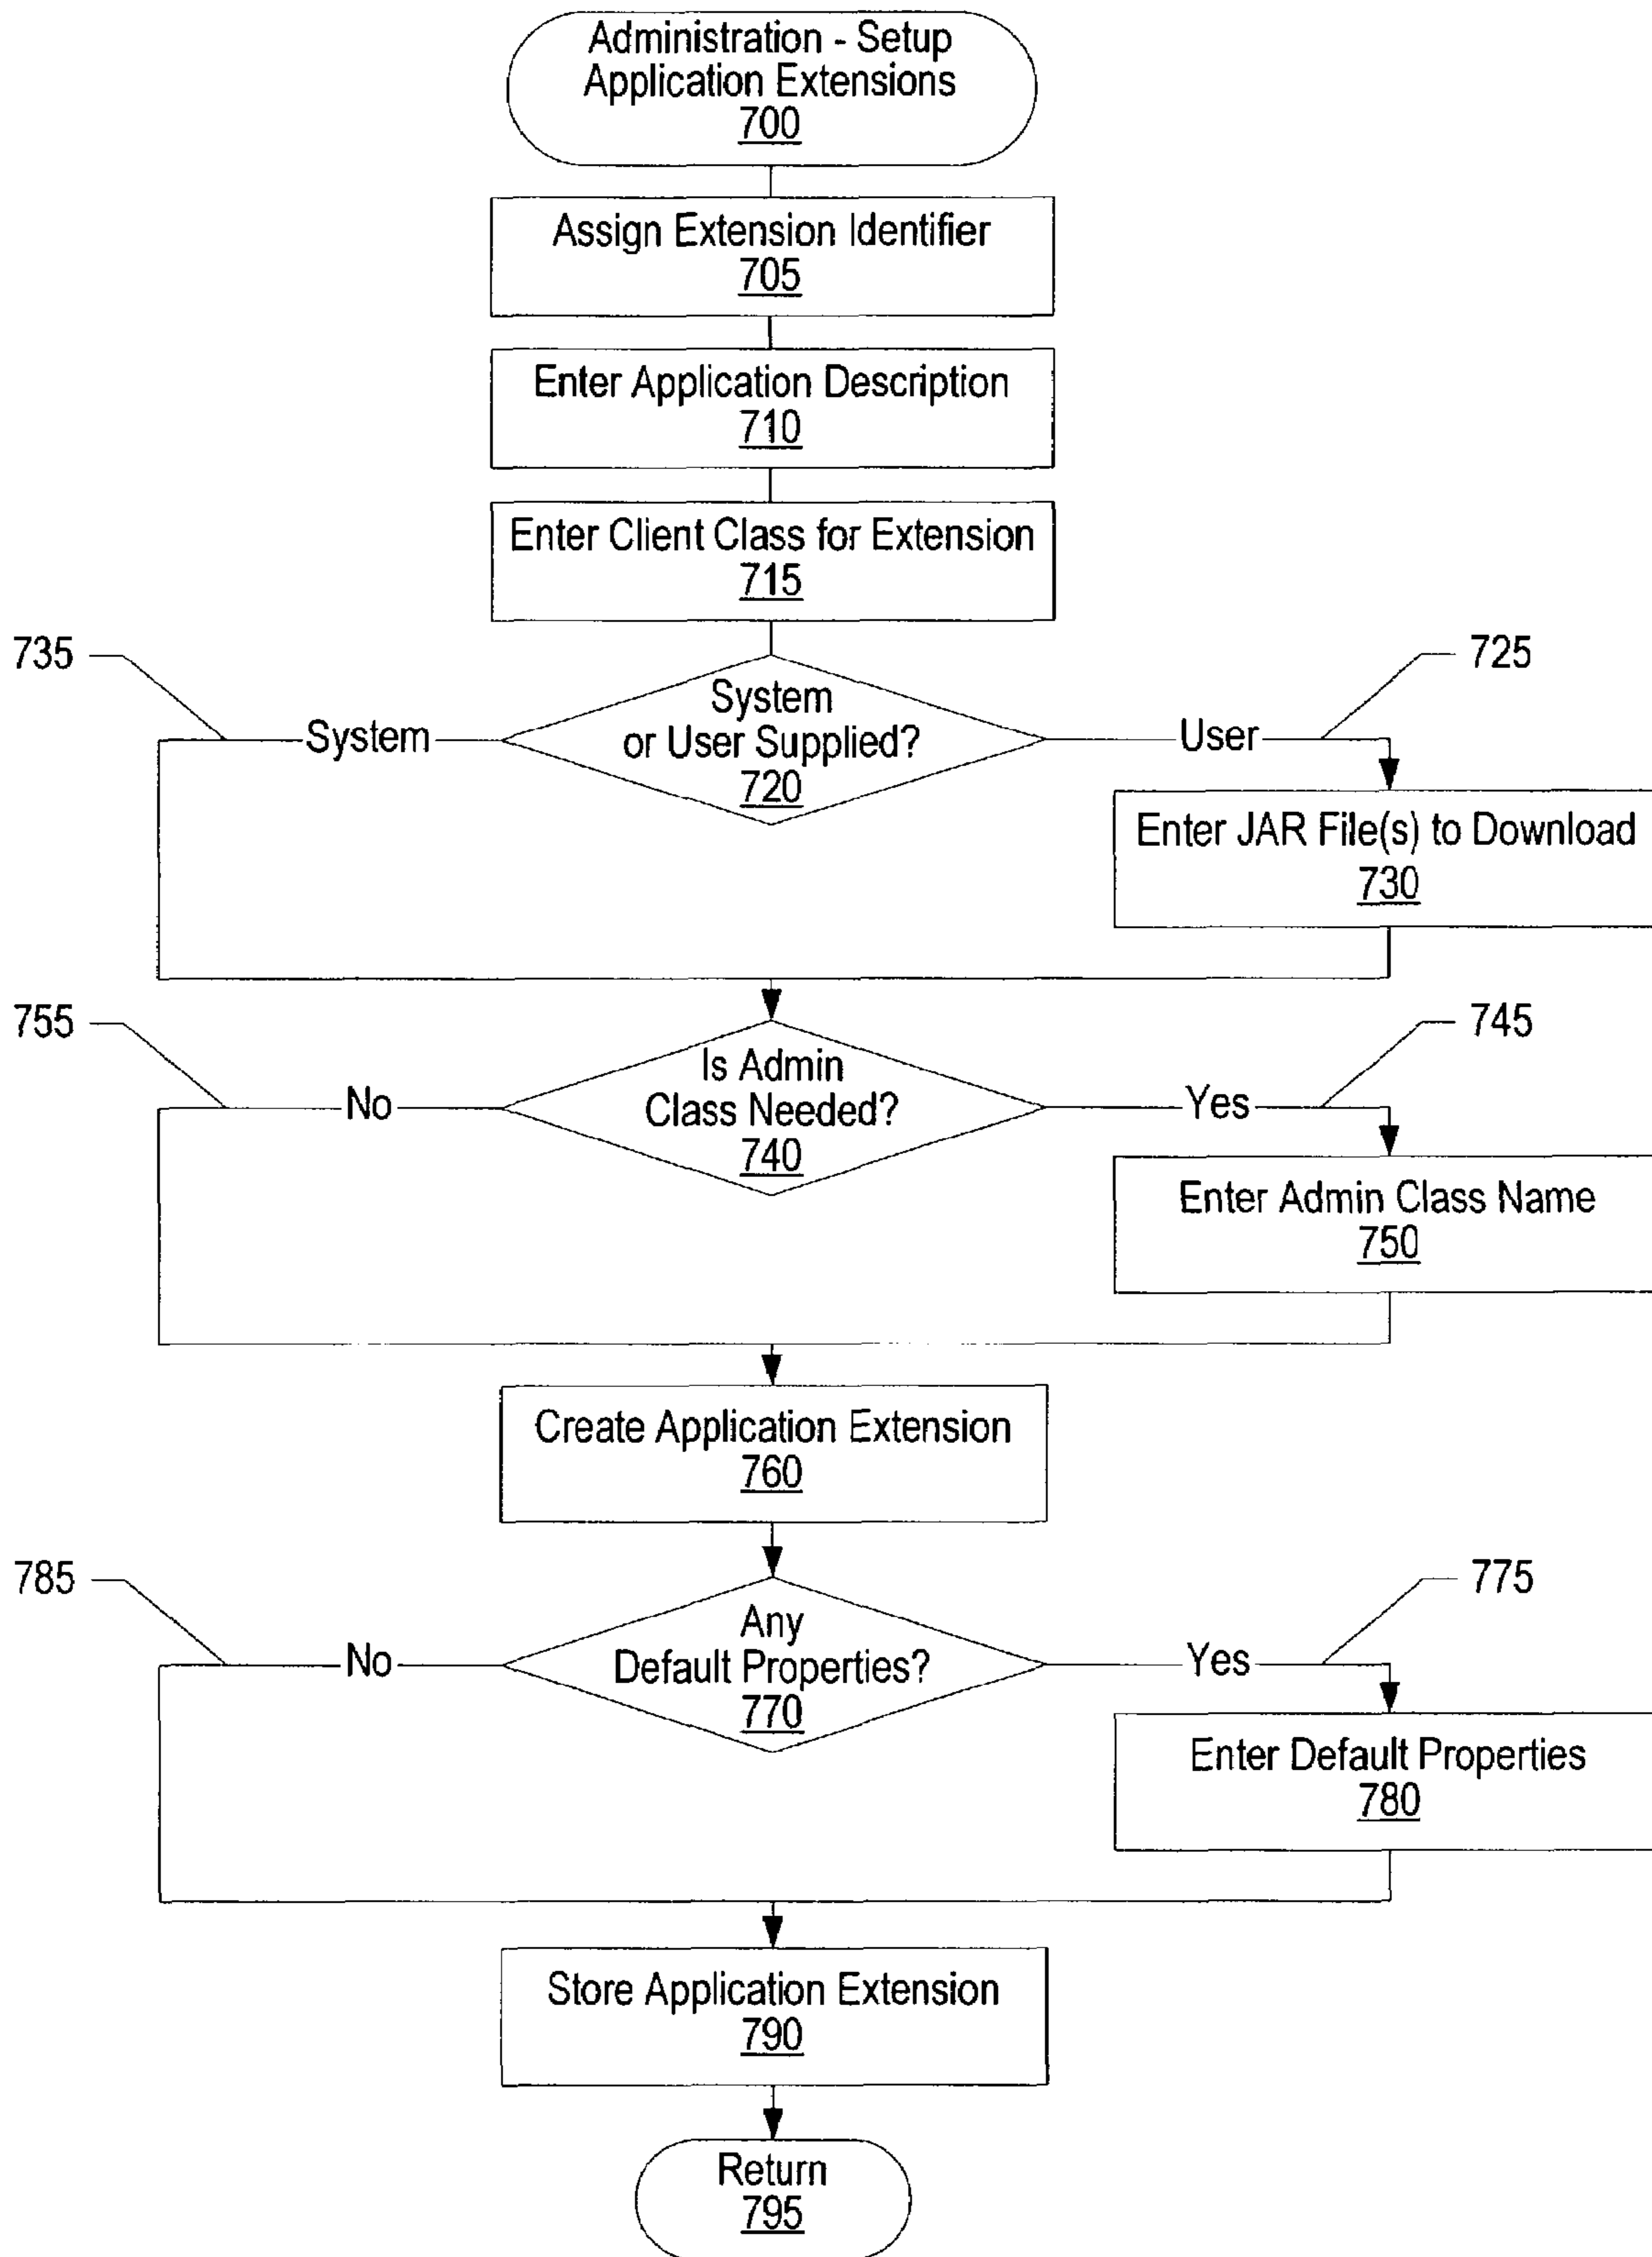 Administration - Setup
Application Extensions
700
Assign Extension Identifier
705
Enter Application Description
710
Enter Client Class for Extension
715
735
725
System
or User Supplied?
720
System
User
Enter JAR File(s) to Download
730
755
745
Is Admin
Class Needed?
740
No
Yes
Enter Admin Class Name
750
Create Application Extension
760
785
775
Any
Default Properties?
770
No
Yes
Enter Default Properties
780
Store Application Extension
790
Return
795